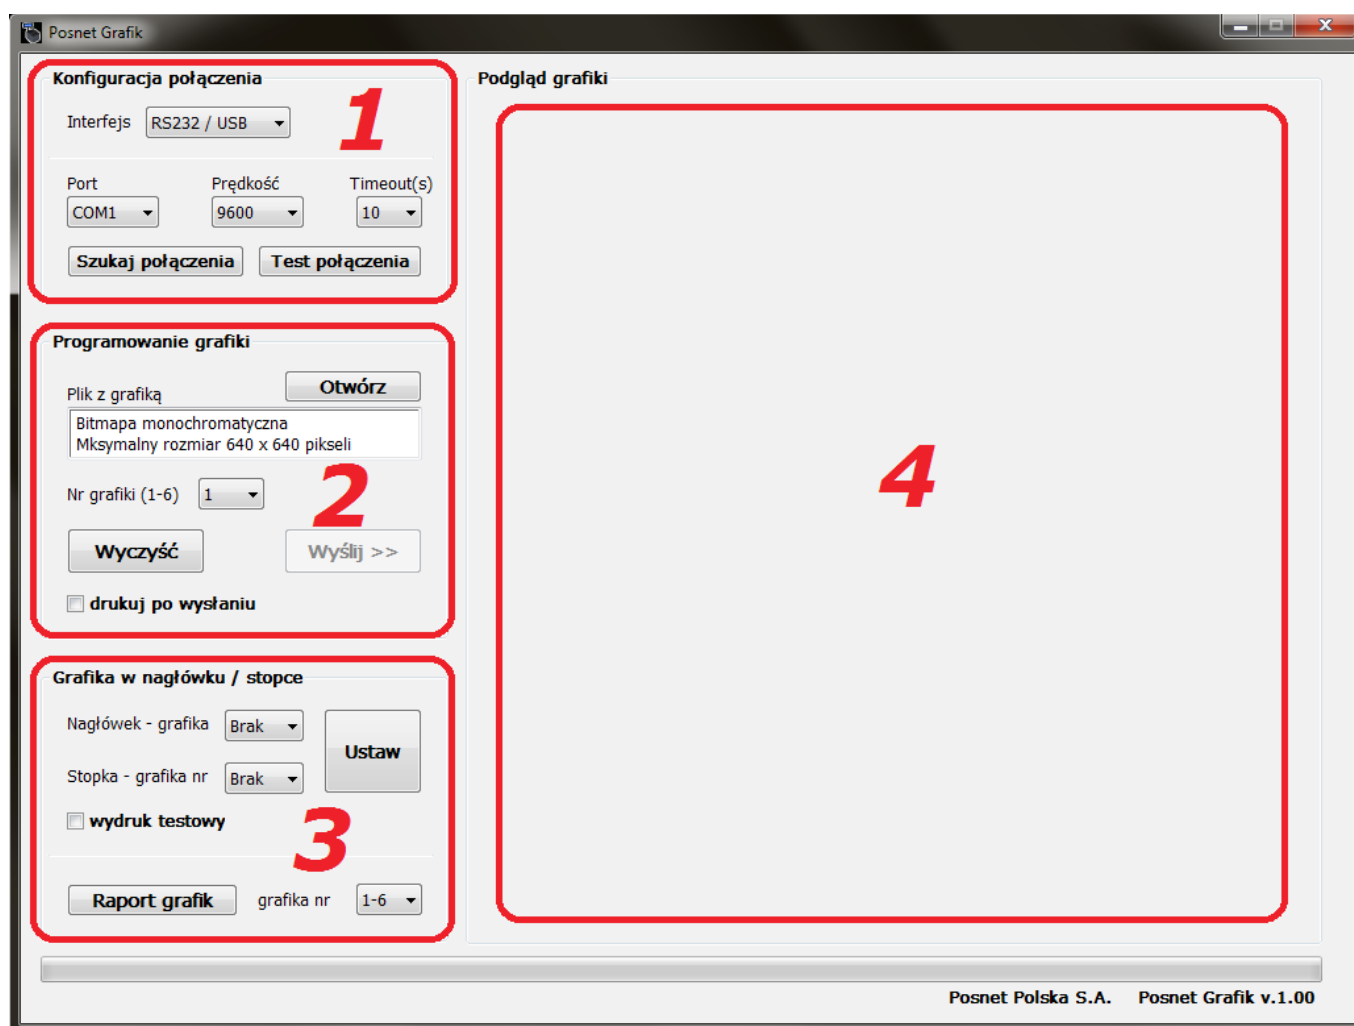 Posnet Grafik
Konfiguracja połączenia
1
Interfejs RS232 / USB
Port Prędkość Timeout(s)
COM1 9600 10
Szukaj połączenia Test połączenia
Programowanie grafiki
Otwórz
Plik z grafiką
Bitmapa monochromatyczna
Mksymalny rozmiar 640 x 640 pikseli
2
Nr grafiki (1-6) 1
Wyczyść Wyślij >>
drukuj po wysłaniu
Grafika w nagłówku / stopce
Nagłówek - grafika Brak
Ustaw
Stopka - grafika nr Brak
wydruk testowy
3
Raport grafik grafika nr 1-6
Podgląd grafiki
4
Posnet Polska S.A. Posnet Grafik v.1.00